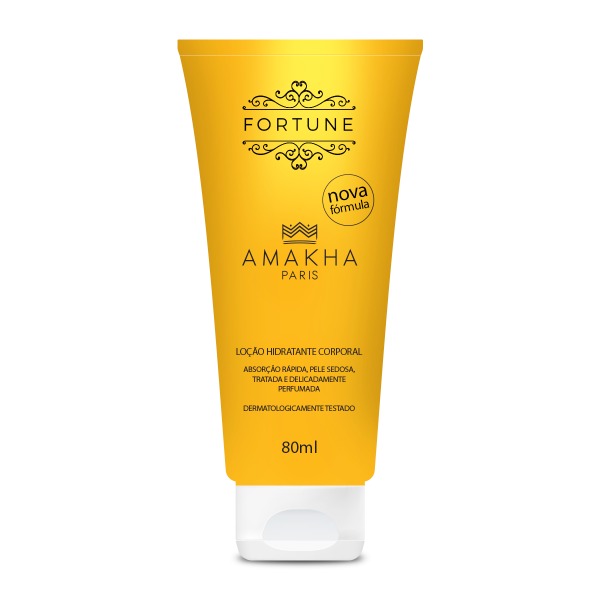 FORTUNE
nova
fórmula
AMAKHA
PARIS
LOÇÃO HIDRATANTE CORPORAL
ABSORÇÃO RÁPIDA, PELE SEDOSA,
TRATADA E DELICADAMENTE
PERFUMADA
DERMATOLOGICAMENTE TESTADO
80ml